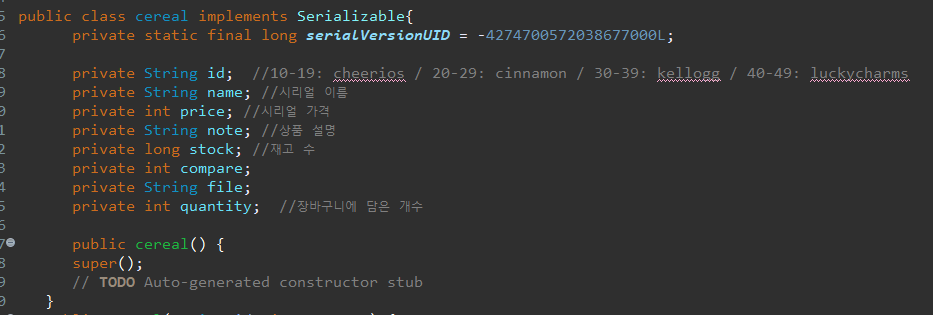 public class cereal implements Serializable{
private static final long serialVersionUID = -4274700572038677000L;
private String id;  //10-19: cheerios / 20-29: cinnamon / 30-39: kellogg / 40-49: luckycharms
private String name; //시리얼 이름
private int price; //시리얼 가격
private String note; //상품 설명
private long stock; //재고 수
private int compare;
private String file;
private int quantity;  //장바구니에 담은 개수
public cereal() {
super();
// TODO Auto-generated constructor stub
}